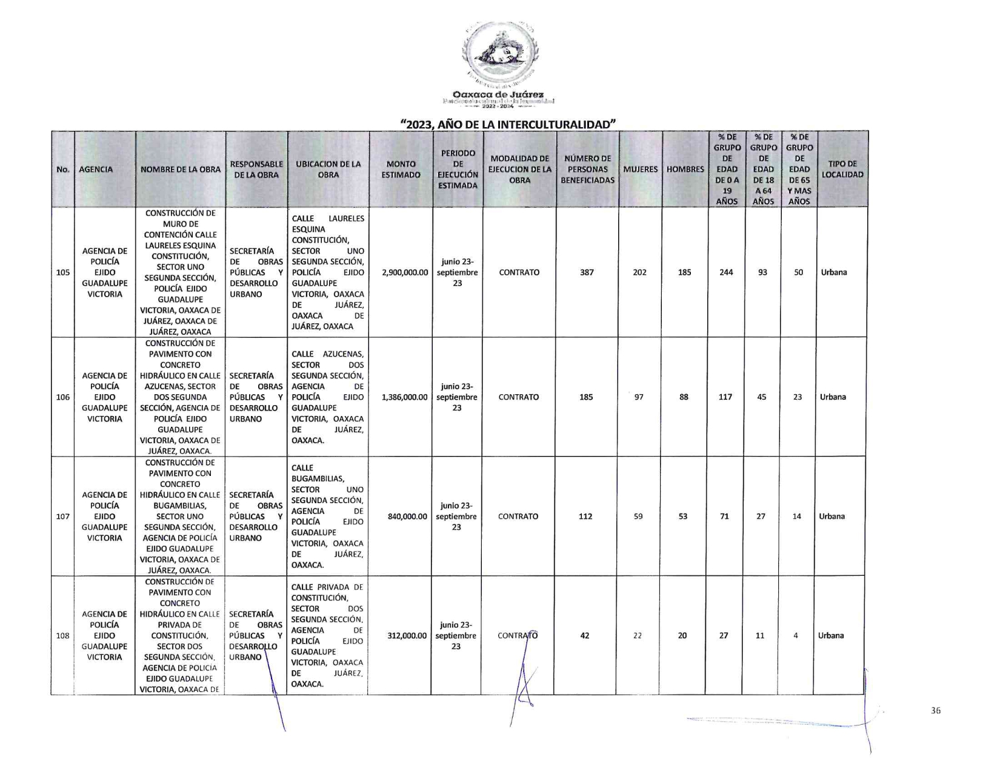 Oaxaca de Juárez
Patrimonio cultural de la humanidad
2022 - 2024
“2023, AÑO DE LA INTERCULTURALIDAD”
No.
AGENCIA
NOMBRE DE LA OBRA
RESPONSABLE
DE LA OBRA
UBICACION DE LA
OBRA
MONTO
ESTIMADO
PERIODO
DE
EJECUCIÓN
ESTIMADA
MODALIDAD DE
EJECUCION DE LA
OBRA
NÚMERO DE
PERSONAS
BENEFICIADAS
MUJERES
HOMBRES
% DE
GRUPO
DE
EDAD
DE 0 A
19
AÑOS
% DE
GRUPO
DE
EDAD
DE 18
A 64
AÑOS
% DE
GRUPO
DE
EDAD
DE 65
Y MAS
AÑOS
TIPO DE
LOCALIDAD
105
AGENCIA DE
POLICÍA
EJIDO
GUADALUPE
VICTORIA
CONSTRUCCIÓN DE
MURO DE
CONTENCIÓN CALLE
LAURELES ESQUINA
CONSTITUCIÓN,
SECTOR UNO
SEGUNDA SECCIÓN,
POLICÍA EJIDO
GUADALUPE
VICTORIA, OAXACA DE
JUÁREZ, OAXACA DE
JUÁREZ, OAXACA
SECRETARÍA
DE OBRAS
PÚBLICAS Y
DESARROLLO
URBANO
CALLE LAURELES
ESQUINA
CONSTITUCIÓN,
SECTOR UNO
SEGUNDA SECCIÓN,
POLICÍA EJIDO
GUADALUPE
VICTORIA, OAXACA
DE JUÁREZ,
OAXACA DE
JUÁREZ, OAXACA
2,900,000.00
junio 23-
septiembre
23
CONTRATO
387
202
185
244
93
50
Urbana
106
AGENCIA DE
POLICÍA
EJIDO
GUADALUPE
VICTORIA
CONSTRUCCIÓN DE
PAVIMENTO CON
CONCRETO
HIDRÁULICO EN CALLE
AZUCENAS, SECTOR
DOS SEGUNDA
SECCIÓN, AGENCIA DE
POLICÍA EJIDO
GUADALUPE
VICTORIA, OAXACA DE
JUÁREZ, OAXACA.
SECRETARÍA
DE OBRAS
PÚBLICAS Y
DESARROLLO
URBANO
CALLE AZUCENAS,
SECTOR DOS
SEGUNDA SECCIÓN,
AGENCIA DE
POLICÍA EJIDO
GUADALUPE
VICTORIA, OAXACA
DE JUÁREZ,
OAXACA.
1,386,000.00
junio 23-
septiembre
23
CONTRATO
185
97
88
117
45
23
Urbana
107
AGENCIA DE
POLICÍA
EJIDO
GUADALUPE
VICTORIA
CONSTRUCCIÓN DE
PAVIMENTO CON
CONCRETO
HIDRÁULICO EN CALLE
BUGAMBILIAS,
SECTOR UNO
SEGUNDA SECCIÓN,
AGENCIA DE POLICÍA
EJIDO GUADALUPE
VICTORIA, OAXACA DE
JUÁREZ, OAXACA.
SECRETARÍA
DE OBRAS
PÚBLICAS Y
DESARROLLO
URBANO
CALLE
BUGAMBILIAS,
SECTOR UNO
SEGUNDA SECCIÓN,
AGENCIA DE
POLICÍA EJIDO
GUADALUPE
VICTORIA, OAXACA
DE JUÁREZ,
OAXACA.
840,000.00
junio 23-
septiembre
23
CONTRATO
112
59
53
71
27
14
Urbana
108
AGENCIA DE
POLICÍA
EJIDO
GUADALUPE
VICTORIA
CONSTRUCCIÓN DE
PAVIMENTO CON
CONCRETO
HIDRÁULICO EN CALLE
PRIVADA DE
CONSTITUCIÓN,
SECTOR DOS
SEGUNDA SECCIÓN,
AGENCIA DE POLICÍA
EJIDO GUADALUPE
VICTORIA, OAXACA DE
SECRETARÍA
DE OBRAS
PÚBLICAS Y
DESARROLLO
URBANO
CALLE PRIVADA DE
CONSTITUCIÓN,
SECTOR DOS
SEGUNDA SECCIÓN,
AGENCIA DE
POLICÍA EJIDO
GUADALUPE
VICTORIA, OAXACA
DE JUÁREZ,
OAXACA.
312,000.00
junio 23-
septiembre
23
CONTRATO
42
22
20
27
11
4
Urbana
36